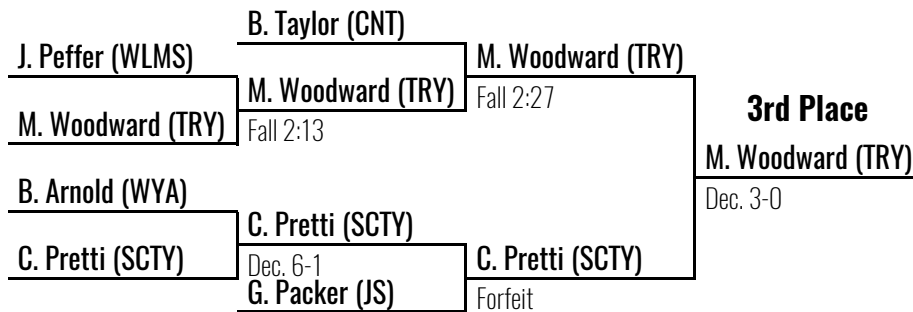 B. Taylor (CNT)
J. Peffer (WLMS)
M. Woodward (TRY)
M. Woodward (TRY)
Fall 2:27
M. Woodward (TRY)
Fall 2:13
3rd Place
M. Woodward (TRY)
Dec. 3-0
B. Arnold (WYA)
C. Pretti (SCTY)
Dec. 6-1
C. Pretti (SCTY)
C. Pretti (SCTY)
Forfeit
G. Packer (JS)